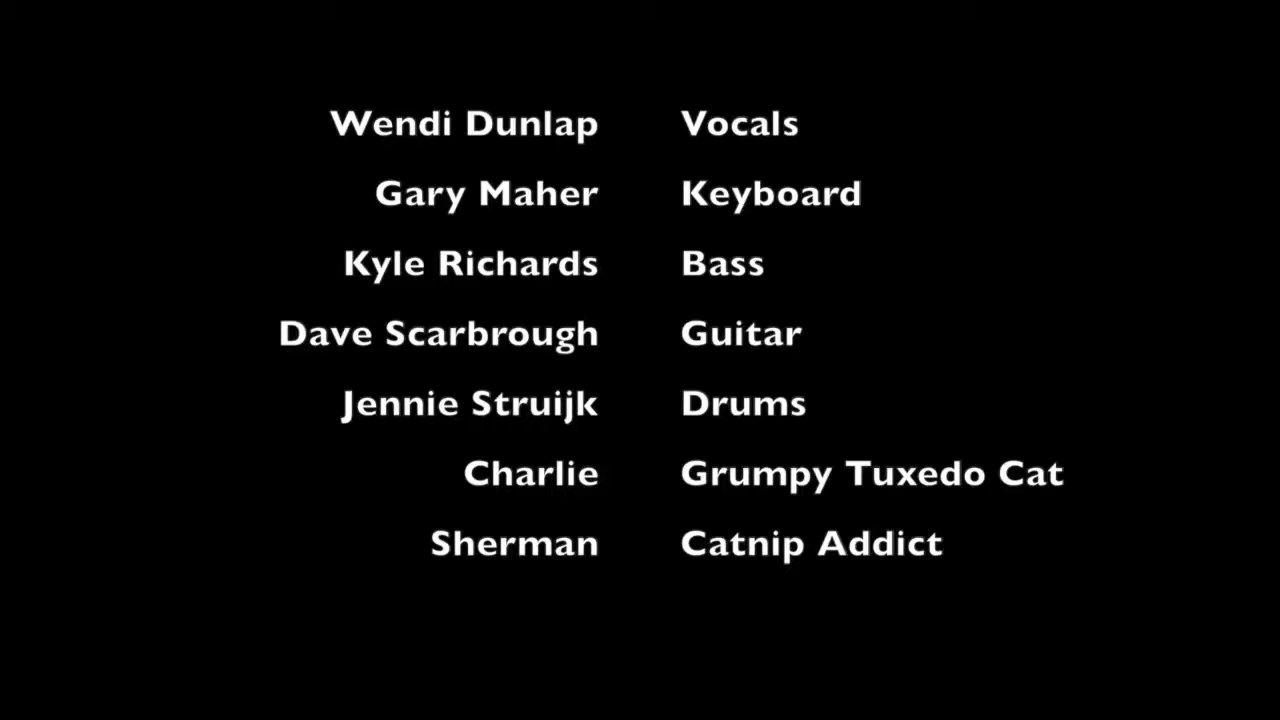 Wendi Dunlap Vocals
Gary Maher Keyboard
Kyle Richards Bass
Dave Scarbrough Guitar
Jennie Struijk Drums
Charlie Grumpy Tuxedo Cat
Sherman Catnip Addict